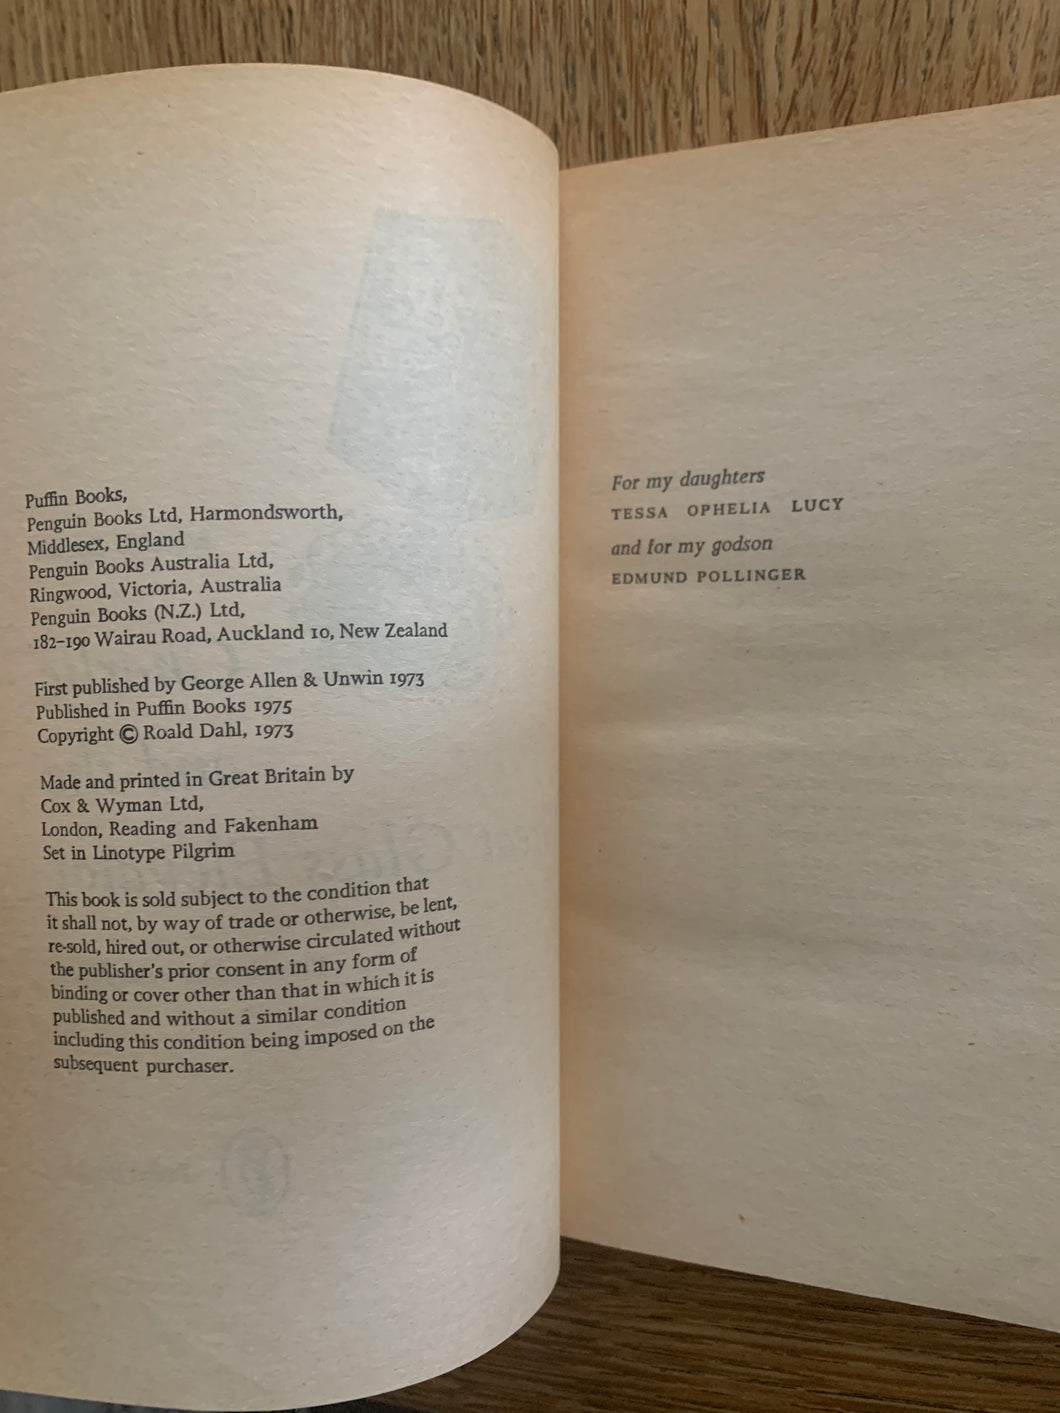 Puffin Books,
Penguin Books Ltd, Harmondsworth,
Middlesex, England
Penguin Books Australia Ltd,
Ringwood, Victoria, Australia
Penguin Books (N.Z.) Ltd,
182–190 Wairau Road, Auckland 10, New Zealand
First published by George Allen & Unwin 1973
Published in Puffin Books 1975
Copyright © Roald Dahl, 1973
Made and printed in Great Britain by
Cox & Wyman Ltd,
London, Reading and Fakenham
Set in Linotype Pilgrim
This book is sold subject to the condition that
it shall not, by way of trade or otherwise, be lent,
re-sold, hired out, or otherwise circulated without
the publisher's prior consent in any form of
binding or cover other than that in which it is
published and without a similar condition
including this condition being imposed on the
subsequent purchaser.
For my daughters
TESSA OPHELIA LUCY
and for my godson
EDMUND POLLINGER